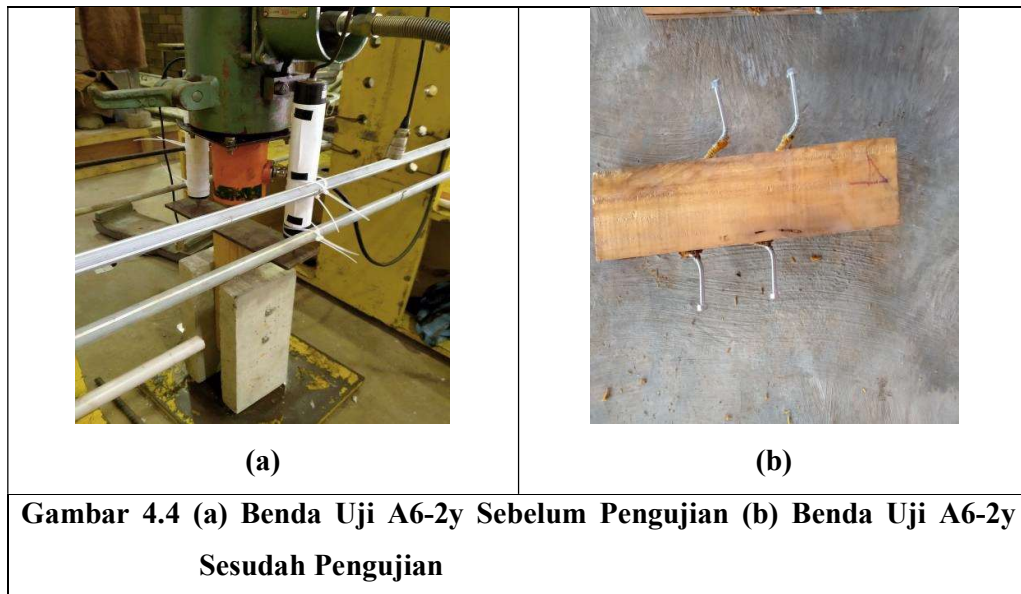 (a)
(b)
Gambar 4.4 (a) Benda Uji A6-2y Sebelum Pengujian (b) Benda Uji A6-2y
Sesudah Pengujian